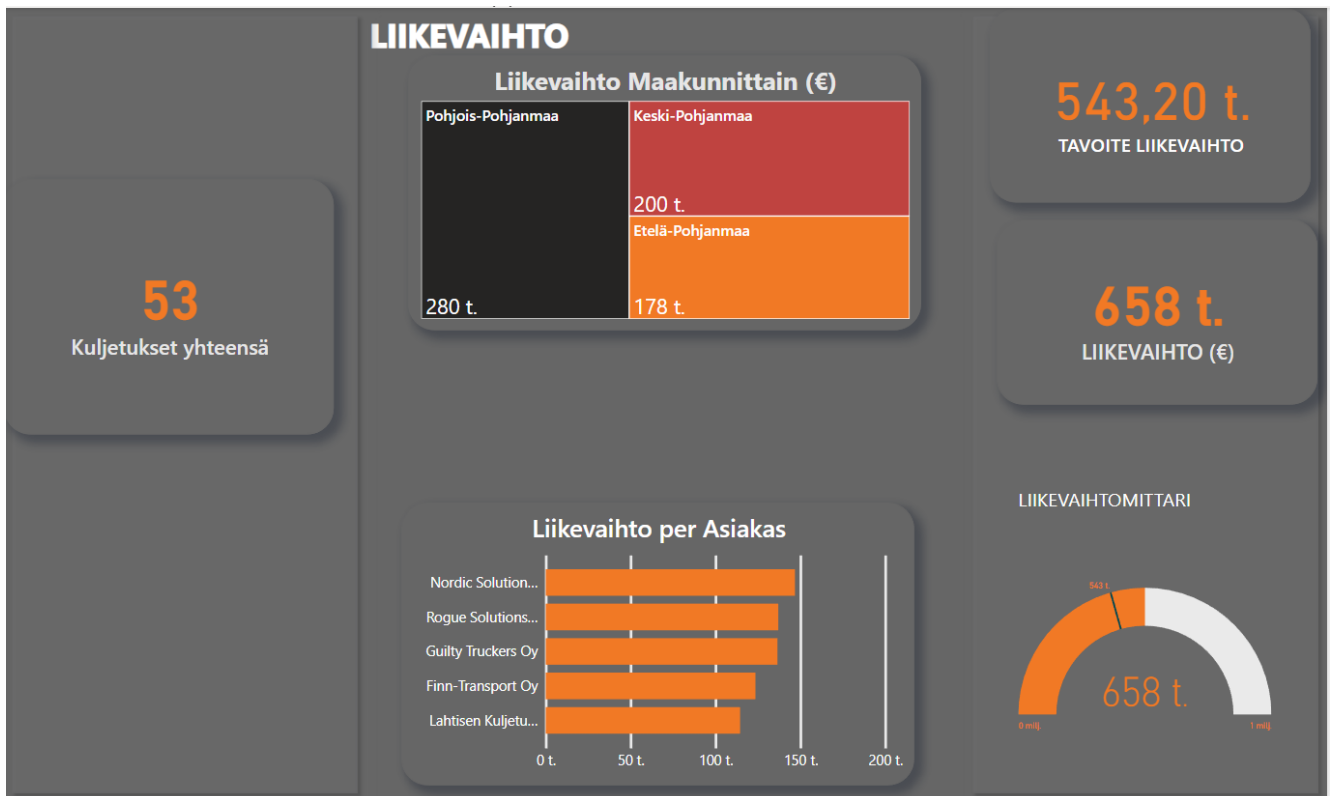 LIIKEVAIHTO
Liikevaihto Maakunnittain (€)
Pohjois-Pohjanmaa
280 t.
Keski-Pohjanmaa
200 t.
Etelä-Pohjanmaa
178 t.
53
Kuljetukset yhteensä
543,20 t.
TAVOITE LIIKEVAIHTO
658 t.
LIIKEVAIHTO (€)
Liikevaihto per Asiakas
Nordic Solution...
Rogue Solutions...
Guilty Truckers Oy
Finn-Transport Oy
Lahtisen Kuljetu...
0 t. 50 t. 100 t. 150 t. 200 t.
LIIKEVAIHTOMITTARI
543 t.
658 t.
0 milj. 1 milj.